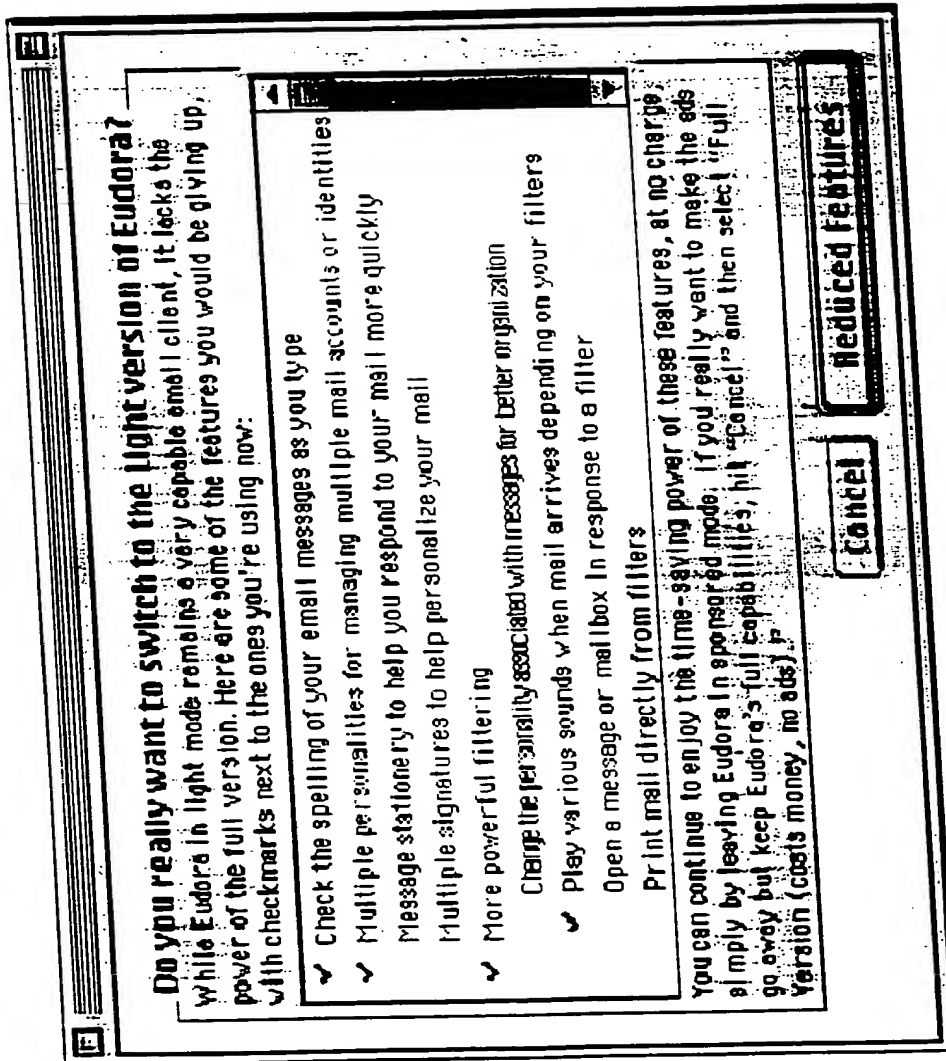 Do you really want to switch to the Light version of Eudora?
While Eudora in light mode remains a very capable email client, it lacks the
power of the full version. Here are some of the features you would be giving up,
with checkmarks next to the ones you're using now:
✓ Check the spelling of your email messages as you type
✓ Multiple personalities for managing multiple mail accounts or identities
Message stationery to help you respond to your mail more quickly
Multiple signatures to help personalize your mail
✓ More powerful filtering
Change the personality associated with messages for better organization
✓ Play various sounds when mail arrives depending on your filters
Open a message or mailbox in response to a filter
Print mail directly from filters
You can continue to enjoy the time-saving power of these features, at no charge,
simply by leaving Eudora in sponsored mode. If you really want to make the ads
go away but keep Eudora's full capabilities, hit "Cancel" and then select "Full
Version (costs money, no ads)."
Cancel
Reduced Features